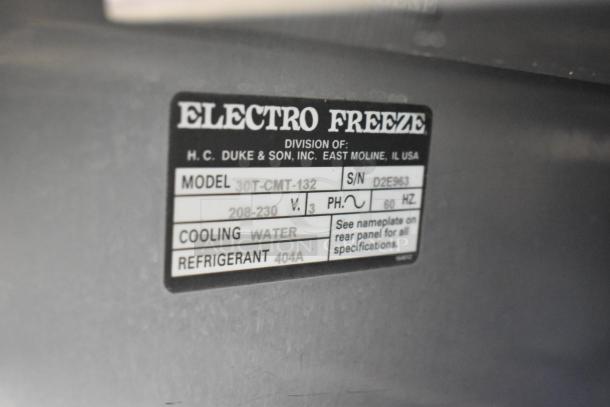 ELECTRO FREEZE
DIVISION OF:
H. C. DUKE & SON, INC. EAST MOLINE, IL USA
MODEL 30T-CMT-132 S/N D2E963
208-230 V. 3 PH.∿ 60 HZ.
COOLING WATER
REFRIGERANT 404A
See nameplate on
rear panel for all
specifications.